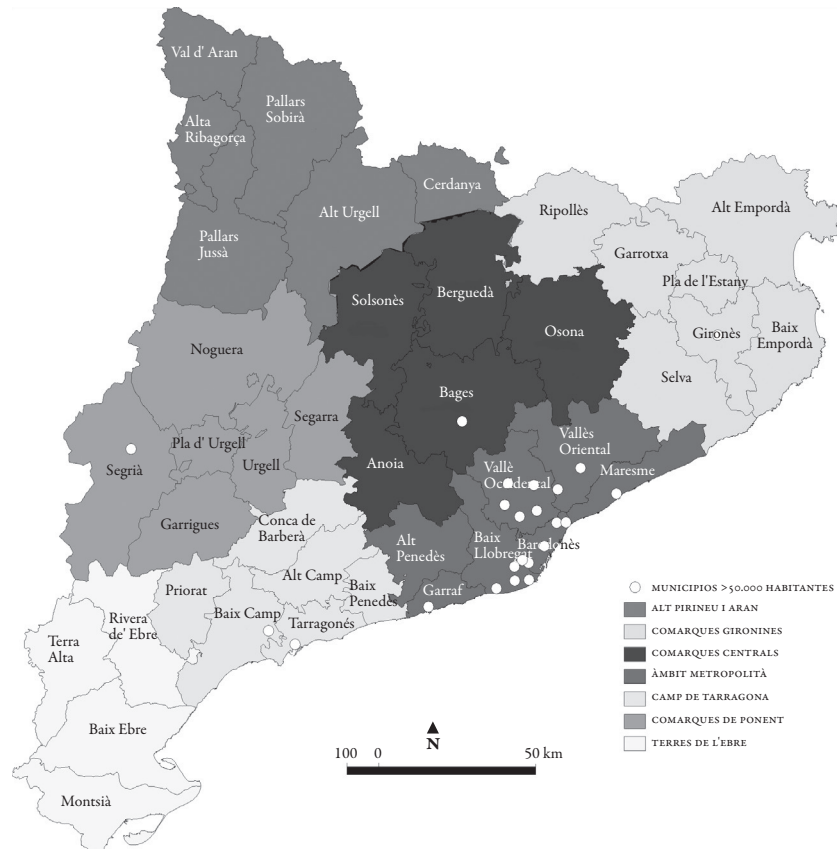 Val d' Aran
Pallars
Sobirà
Alta
Ribagorça
Cerdanya
Alt Urgell
Ripollès
Alt Empordà
Pallars
Jussà
Garrotxa
Pla de l'Estany
Solsonès
Berguedà
Osona
Gironès
Baix
Empordà
Noguera
Selva
Bages
Segarra
Vallès
Oriental
Pla d' Urgell
Segrià
Urgell
Anoia
Vallè
Occidental
Maresme
Garrigues
Conca de
Barberà
Alt
Penedès
Baix
Llobregat
Barcelonès
Alt Camp
Priorat
Baix
Penedès
Garraf
Rivera
de' Ebre
Baix Camp
Tarragonés
Terra
Alta
Baix Ebre
Montsià
MUNICIPIOS >50.000 HABITANTES
ALT PIRINEU I ARAN
COMARQUES GIRONINES
COMARQUES CENTRALS
ÀMBIT METROPOLITÀ
CAMP DE TARRAGONA
COMARQUES DE PONENT
TERRES DE L'EBRE
N
100 0 50 km